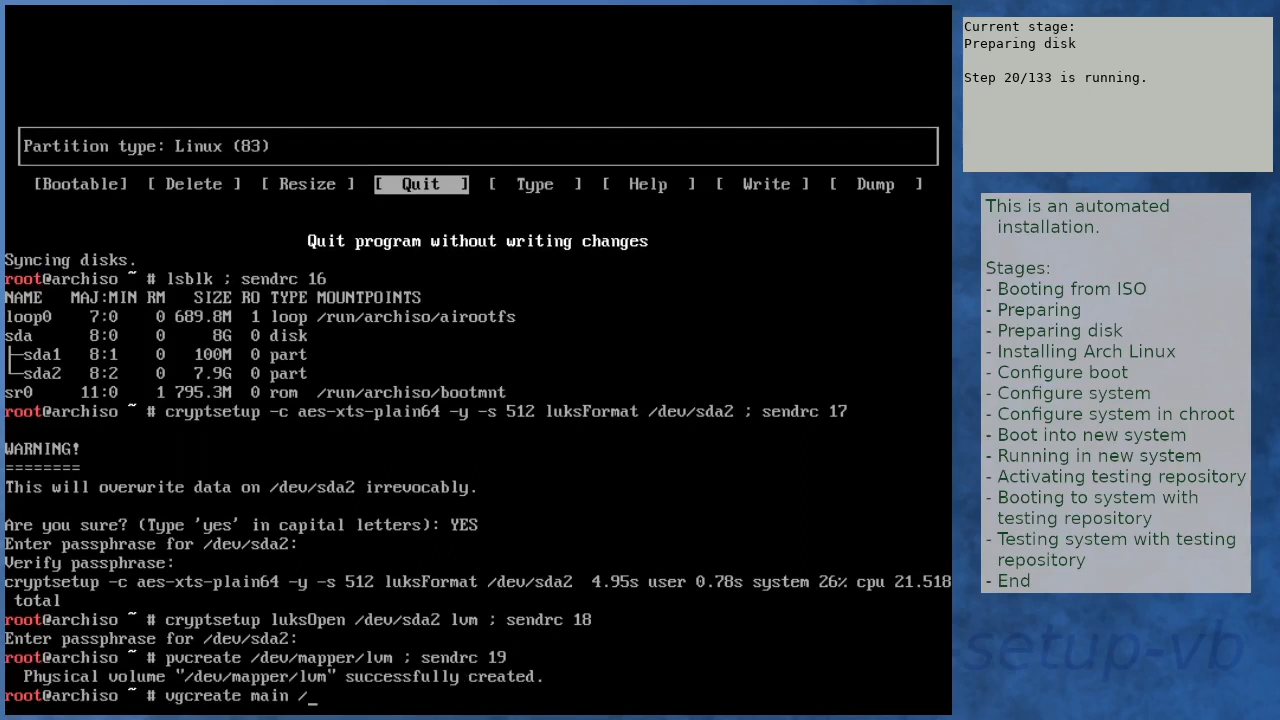 Partition type: Linux (83)
[Bootable] [ Delete ] [ Resize ] [ Quit ] [ Type ] [ Help ] [ Write ] [ Dump ]
Quit program without writing changes
Syncing disks.
root@archiso ~ # lsblk ; sendrc 16
NAME   MAJ:MIN RM   SIZE RO TYPE MOUNTPOINTS
loop0    7:0    0 689.8M  1 loop /run/archiso/airootfs
sda      8:0    0     8G  0 disk
├─sda1   8:1    0   100M  0 part
└─sda2   8:2    0   7.9G  0 part
sr0     11:0    1 795.3M  0 rom  /run/archiso/bootmnt
root@archiso ~ # cryptsetup -c aes-xts-plain64 -y -s 512 luksFormat /dev/sda2 ; sendrc 17
WARNING!
========
This will overwrite data on /dev/sda2 irrevocably.
Are you sure? (Type 'yes' in capital letters): YES
Enter passphrase for /dev/sda2:
Verify passphrase:
cryptsetup -c aes-xts-plain64 -y -s 512 luksFormat /dev/sda2  4.95s user 0.78s system 26% cpu 21.518
total
root@archiso ~ # cryptsetup luksOpen /dev/sda2 lvm ; sendrc 18
Enter passphrase for /dev/sda2:
root@archiso ~ # pvcreate /dev/mapper/lvm ; sendrc 19
Physical volume "/dev/mapper/lvm" successfully created.
root@archiso ~ # vgcreate main /_
Current stage:
Preparing disk
Step 20/133 is running.
This is an automated
installation.
Stages:
- Booting from ISO
- Preparing
- Preparing disk
- Installing Arch Linux
- Configure boot
- Configure system
- Configure system in chroot
- Boot into new system
- Running in new system
- Activating testing repository
- Booting to system with
testing repository
- Testing system with testing
repository
- End
setup-vb